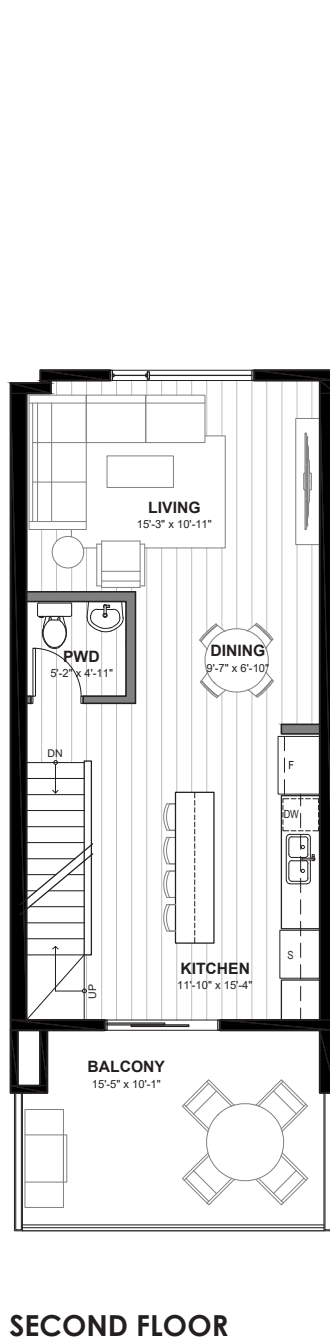 LIVING
15'-3" x 10'-11"
PWD
5'-2" x 4'-11"
DINING
9'-7" x 6'-10"
DN
F
DW
S
UP
KITCHEN
11'-10" x 15'-4"
BALCONY
15'-5" x 10'-1"
SECOND FLOOR